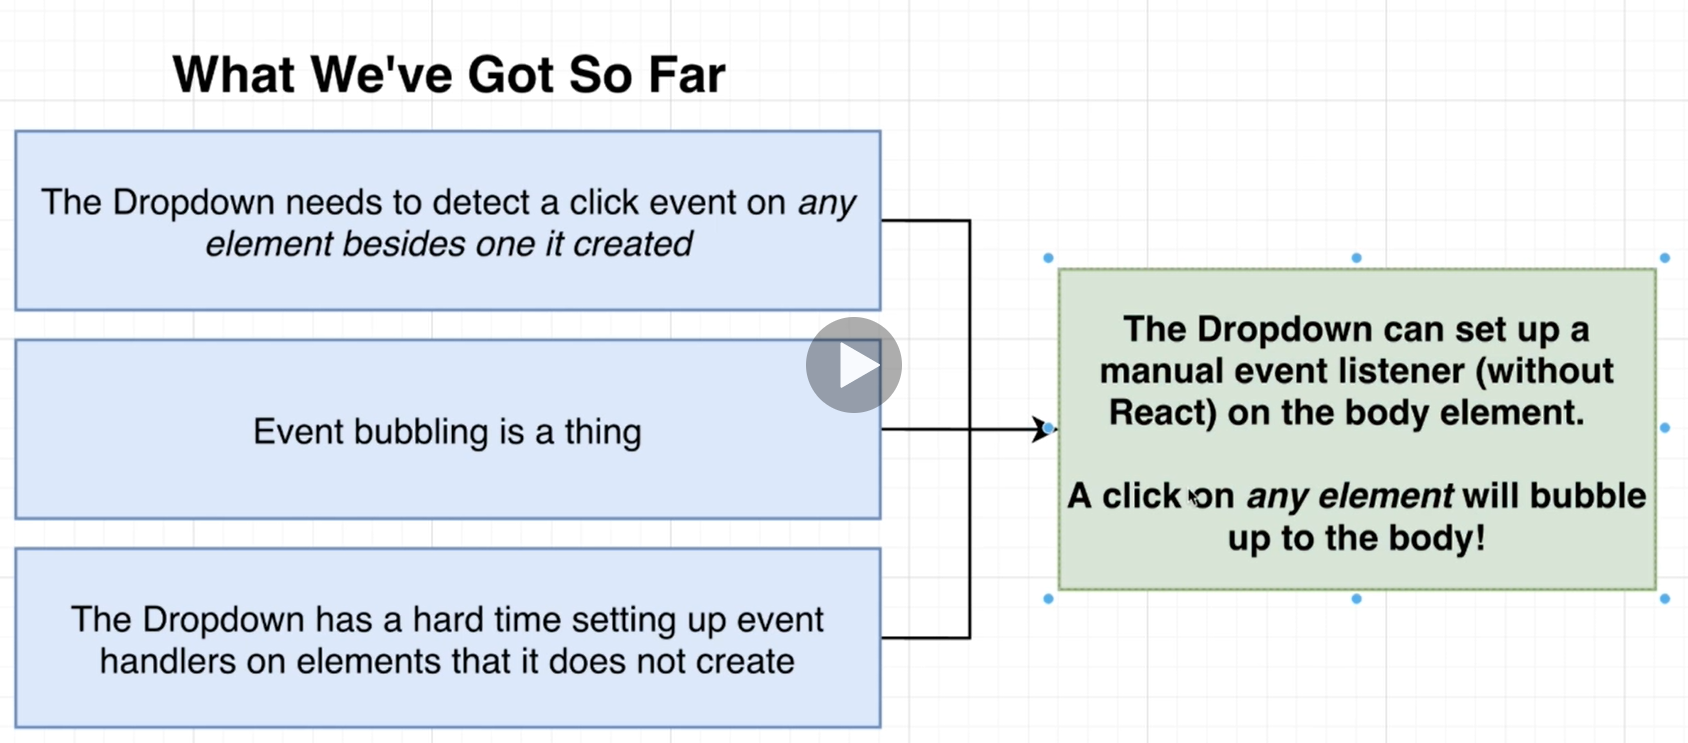 What We've Got So Far
The Dropdown needs to detect a click event on any
element besides one it created
Event bubbling is a thing
The Dropdown has a hard time setting up event
handlers on elements that it does not create
The Dropdown can set up a
manual event listener (without
React) on the body element.
A click on any element will bubble
up to the body!